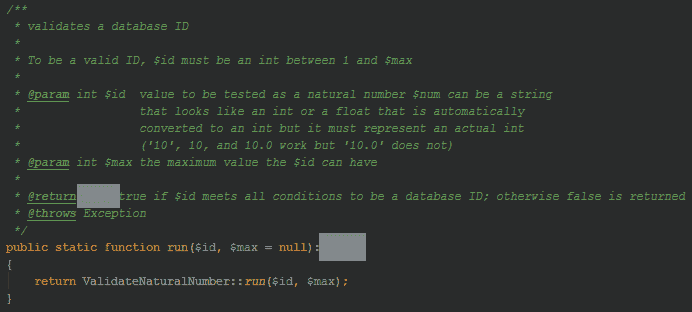 /**
* validates a database ID
*
* To be a valid ID, $id must be an int between 1 and $max
*
* @param int $id  value to be tested as a natural number $num can be a string
*                 that looks like an int or a float that is automatically
*                 converted to an int but it must represent an actual int
*                 ('10', 10, and 10.0 work but '10.0' does not)
* @param int $max the maximum value the $id can have
*
* @return true if $id meets all conditions to be a database ID; otherwise false is returned
* @throws Exception
*/
public static function run($id, $max = null):
{
    return ValidateNaturalNumber::run($id, $max);
}